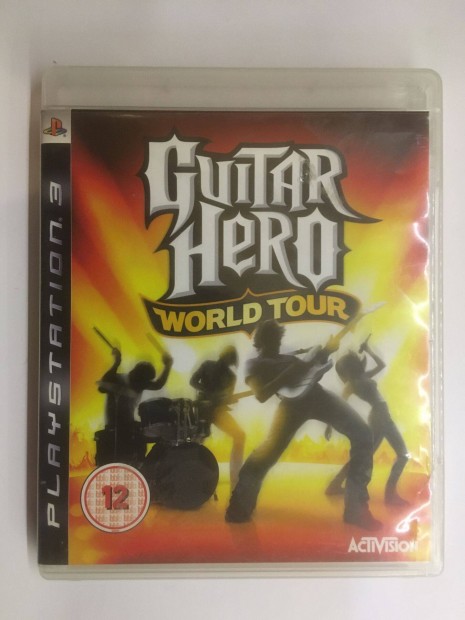 PLAYSTATION 3
GUITAR
HERO
WORLD TOUR
12
ACTIVISION